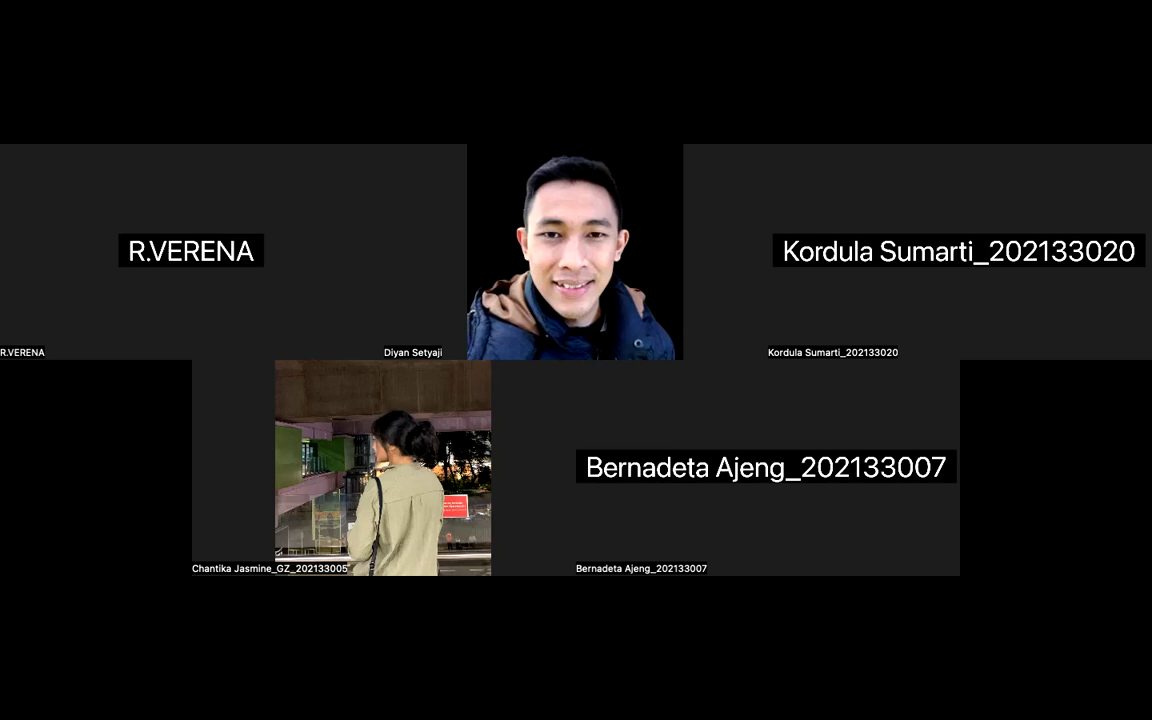 R.VERENA
R.VERENA
Diyan Setyaji
Kordula Sumarti_202133020
Kordula Sumarti_202133020
Chantika Jasmine_GZ_202133005
Bernadeta Ajeng_202133007
Bernadeta Ajeng_202133007